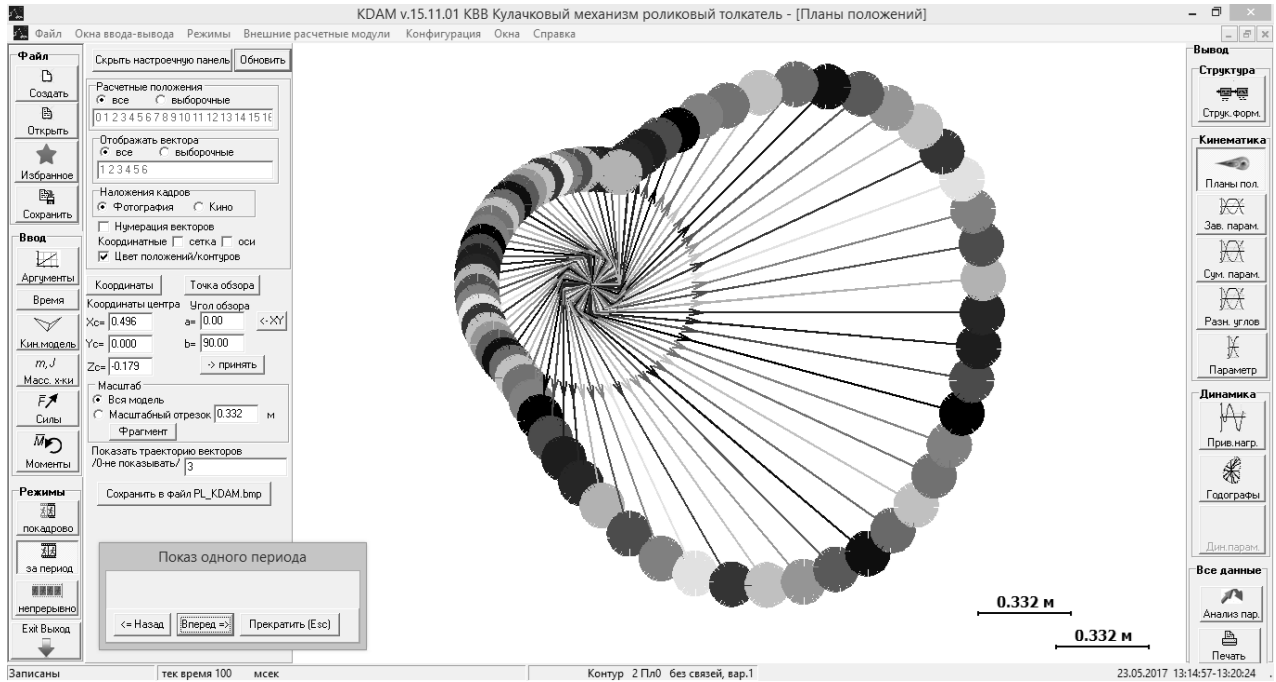 KDAM v.15.11.01 КВВ Кулачковый механизм роликовый толкатель - [Планы положений]
Файл Окна ввода-вывода Режимы Внешние расчетные модули Конфигурация Окна Справка
Файл
Создать
Открыть
Избранное
Сохранить
Ввод
Аргументы
Время
Кин.модель
m, J
Масс. х-ки
F
Силы
M
Моменты
Режимы
покадрово
за период
непрерывно
Exit Выход
Скрыть настроечную панель Обновить
Расчетные положения
все выборочные
0 1 2 3 4 5 6 7 8 9 10 11 12 13 14 15 16
Отображать вектора
все выборочные
1 2 3 4 5 6
Наложения кадров
Фотография Кино
Нумерация векторов
Координатные сетка оси
Цвет положений/контуров
Координаты Точка обзора
Координаты центра Угол обзора
Xc= 0.496 a= 0.00 <-XY
Yc= 0.000 b= 90.00
Zc= -0.179 -> принять
Масштаб
Вся модель
Масштабный отрезок 0.332 м
Фрагмент
Показать траекторию векторов
/0-не показывать/ 3
Сохранить в файл PL_KDAM.bmp
Показ одного периода
<= Назад Вперед => Прекратить (Esc)
0.332 м
0.332 м
Вывод
Структура
Струк.форм.
Кинематика
Планы пол.
Зав. парам.
Сум. парам.
Разн. углов
Параметр
Динамика
Прив.нагр.
Годографы
Дин.парам.
Все данные
Анализ пар.
Печать
Записаны тек время 100 мсек Контур 2 Пл0 без связей, вар.1 23.05.2017 13:14:57-13:20:24 .